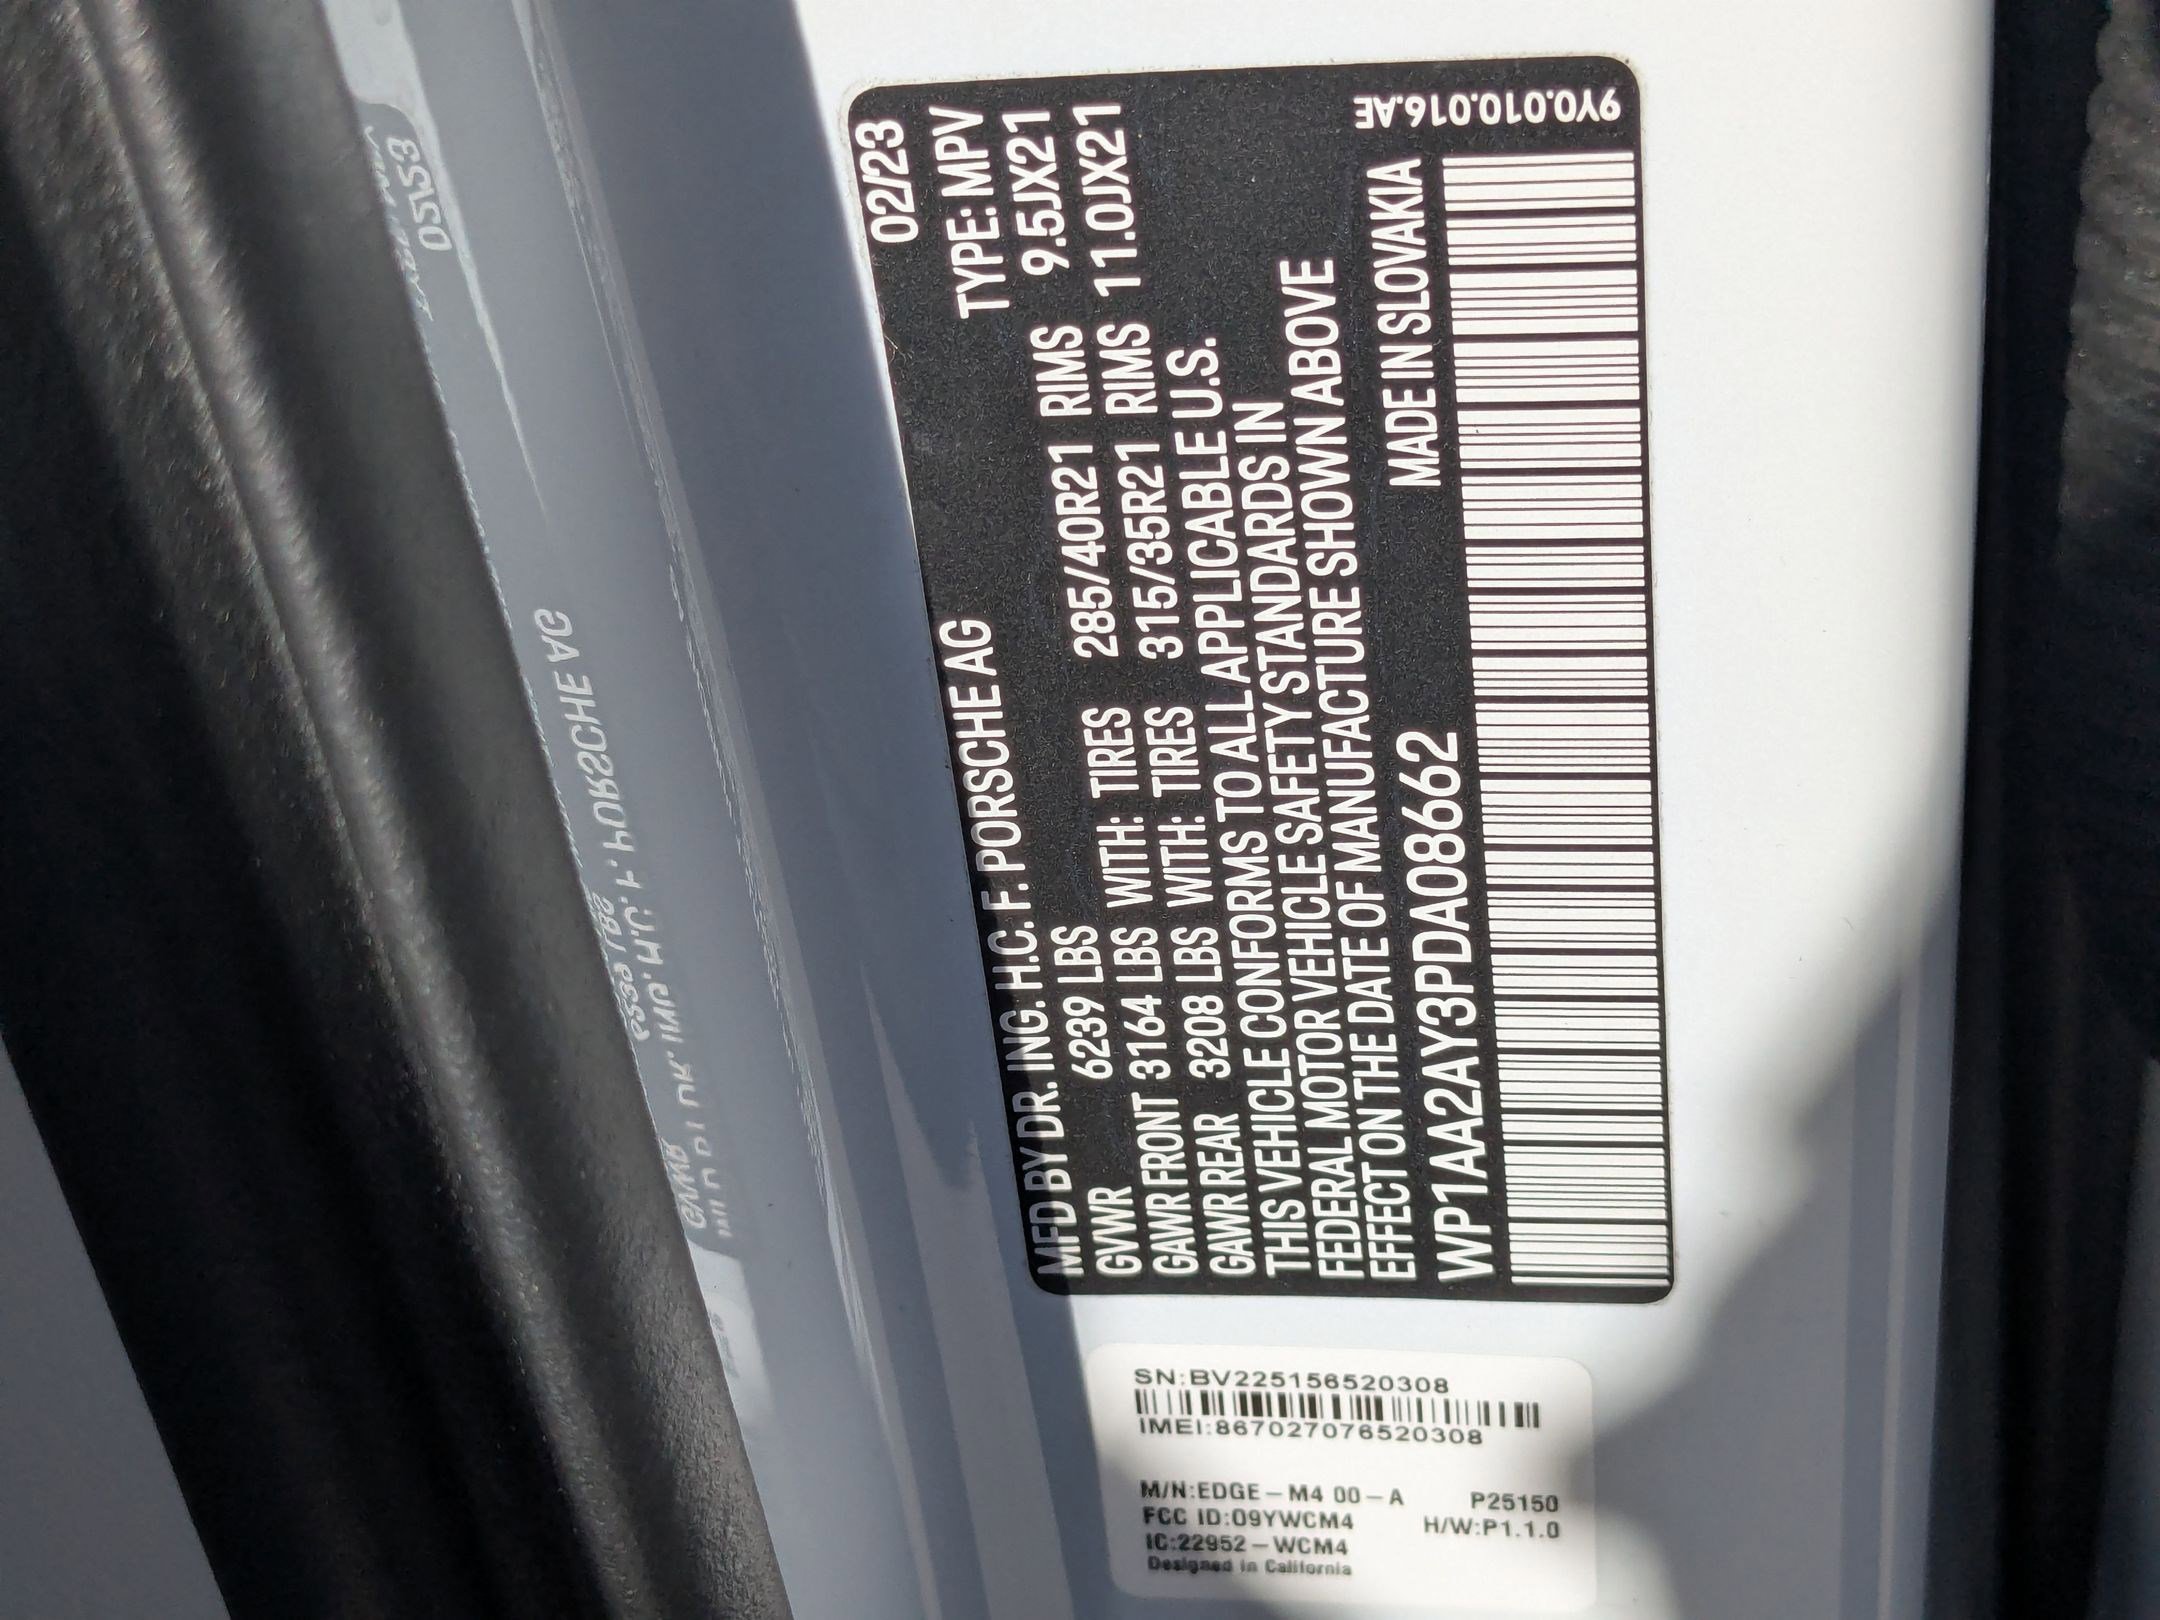 MFD BY DR. ING. H.C. F. PORSCHE AG 02/23
GVWR 6239 LBS TYPE: MPV
GAWR FRONT 3164 LBS WITH: TIRES 285/40R21 RIMS 9.5JX21
GAWR REAR 3208 LBS WITH: TIRES 315/35R21 RIMS 11.0JX21
THIS VEHICLE CONFORMS TO ALL APPLICABLE U.S.
FEDERAL MOTOR VEHICLE SAFETY STANDARDS IN
EFFECT ON THE DATE OF MANUFACTURE SHOWN ABOVE
WP1AA2AY3PDA08662 MADE IN SLOVAKIA
9Y0.010.016.AE
SN:BV225156520308
IMEI:867027076520308
M/N:EDGE-M4 00-A P25150
FCC ID:09YWCM4 H/W:P1.1.0
IC:22952-WCM4
Designed in California